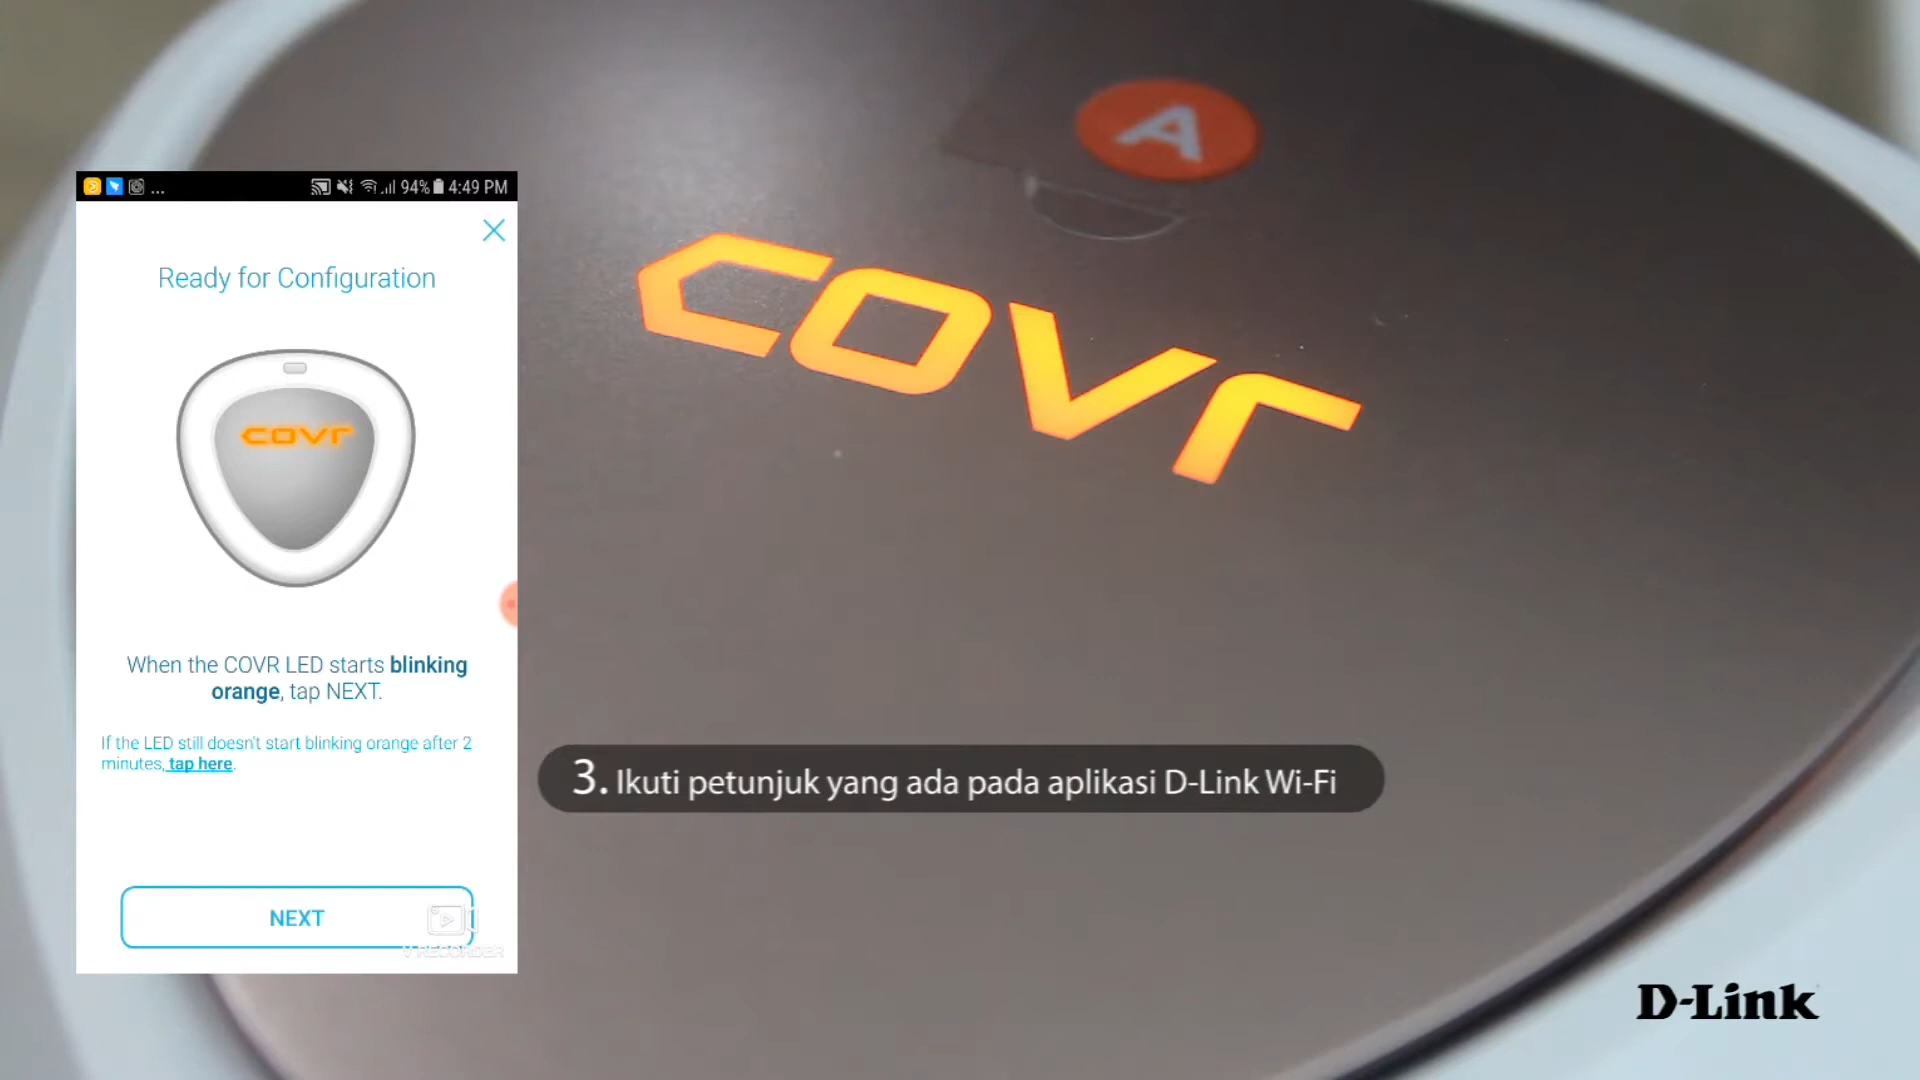 A
covr
... 94% 4:49 PM
Ready for Configuration
covr
When the COVR LED starts blinking
orange, tap NEXT.
If the LED still doesn't start blinking orange after 2
minutes, tap here.
NEXT
V RECORDER
3. Ikuti petunjuk yang ada pada aplikasi D-Link Wi-Fi
D-Link